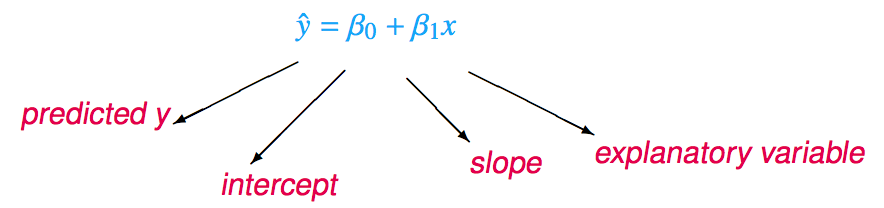 ŷ = β₀ + β₁x
predicted y
intercept
slope
explanatory variable